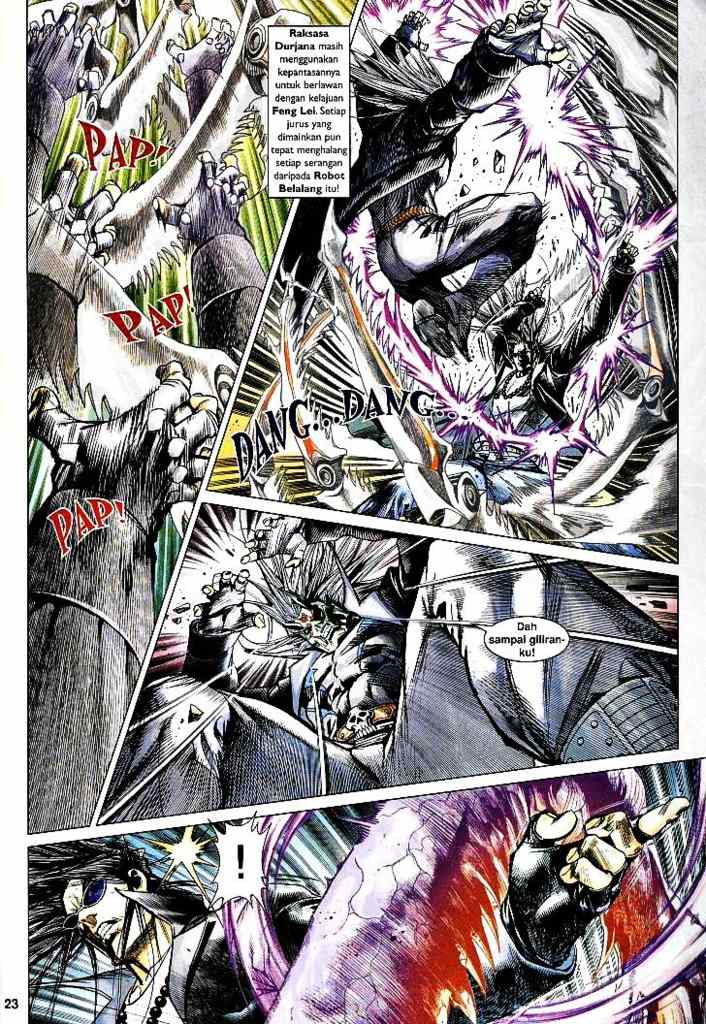 Raksasa
Durjana masih
menggunakan
kepantasannya
untuk berlawan
dengan kelajuan
Feng Lei. Setiap
jurus yang
dimainkan pun
tepat menghalang
setiap serangan
daripada Robot
Belalang itu!
PAP!
PAP!
PAP!
DANG...DANG...
Dah
sampai giliran-
ku!
!
23